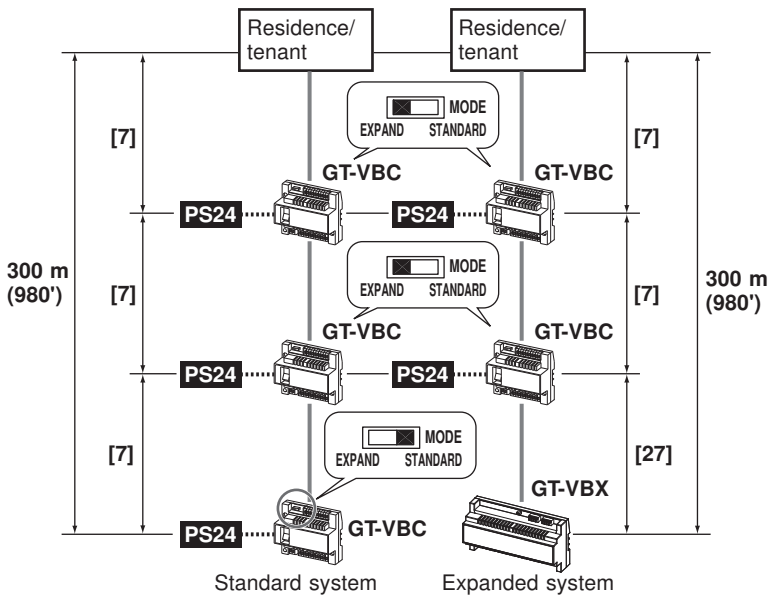 Residence/
tenant
Residence/
tenant
[7]
MODE
EXPAND STANDARD
[7]
GT-VBC
GT-VBC
PS24
PS24
300 m
(980')
[7]
MODE
EXPAND STANDARD
[7]
300 m
(980')
GT-VBC
GT-VBC
PS24
PS24
[7]
MODE
EXPAND STANDARD
[27]
GT-VBX
PS24
GT-VBC
Standard system
Expanded system